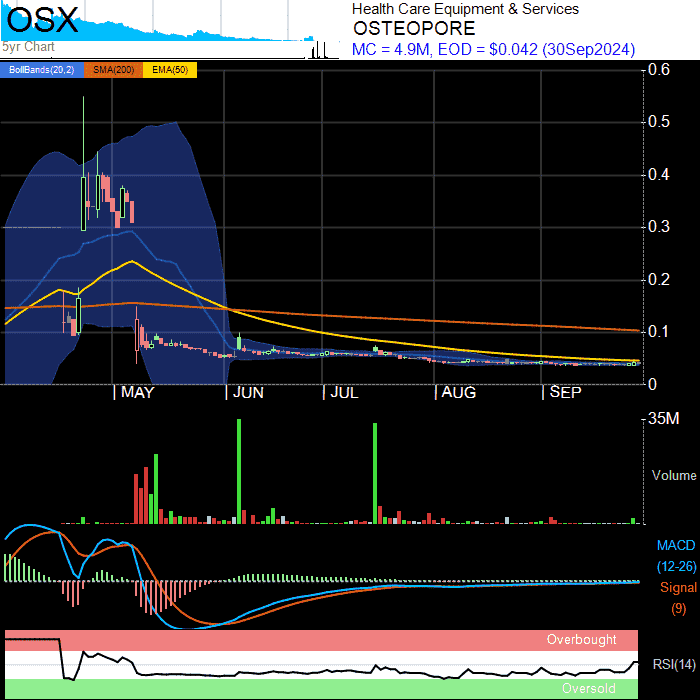 OSX
5yr Chart
Health Care Equipment & Services
OSTEOPORE
MC = 4.9M, EOD = $0.042 (30Sep2024)
BollBands(20,2) SMA(200) EMA(50)
0.6
0.5
0.4
0.3
0.2
0.1
0
MAY JUN JUL AUG SEP
35M
Volume
MACD
(12-26)
Signal
(9)
Overbought
RSI(14)
Oversold